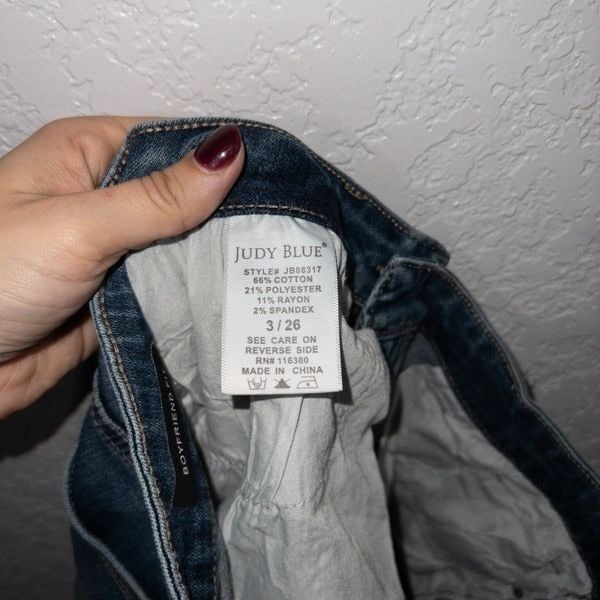 JUDY BLUE®
STYLE# JB88317
66% COTTON
21% POLYESTER
11% RAYON
2% SPANDEX
3 / 26
SEE CARE ON
REVERSE SIDE
RN# 116380
MADE IN CHINA
BOYFRIEND